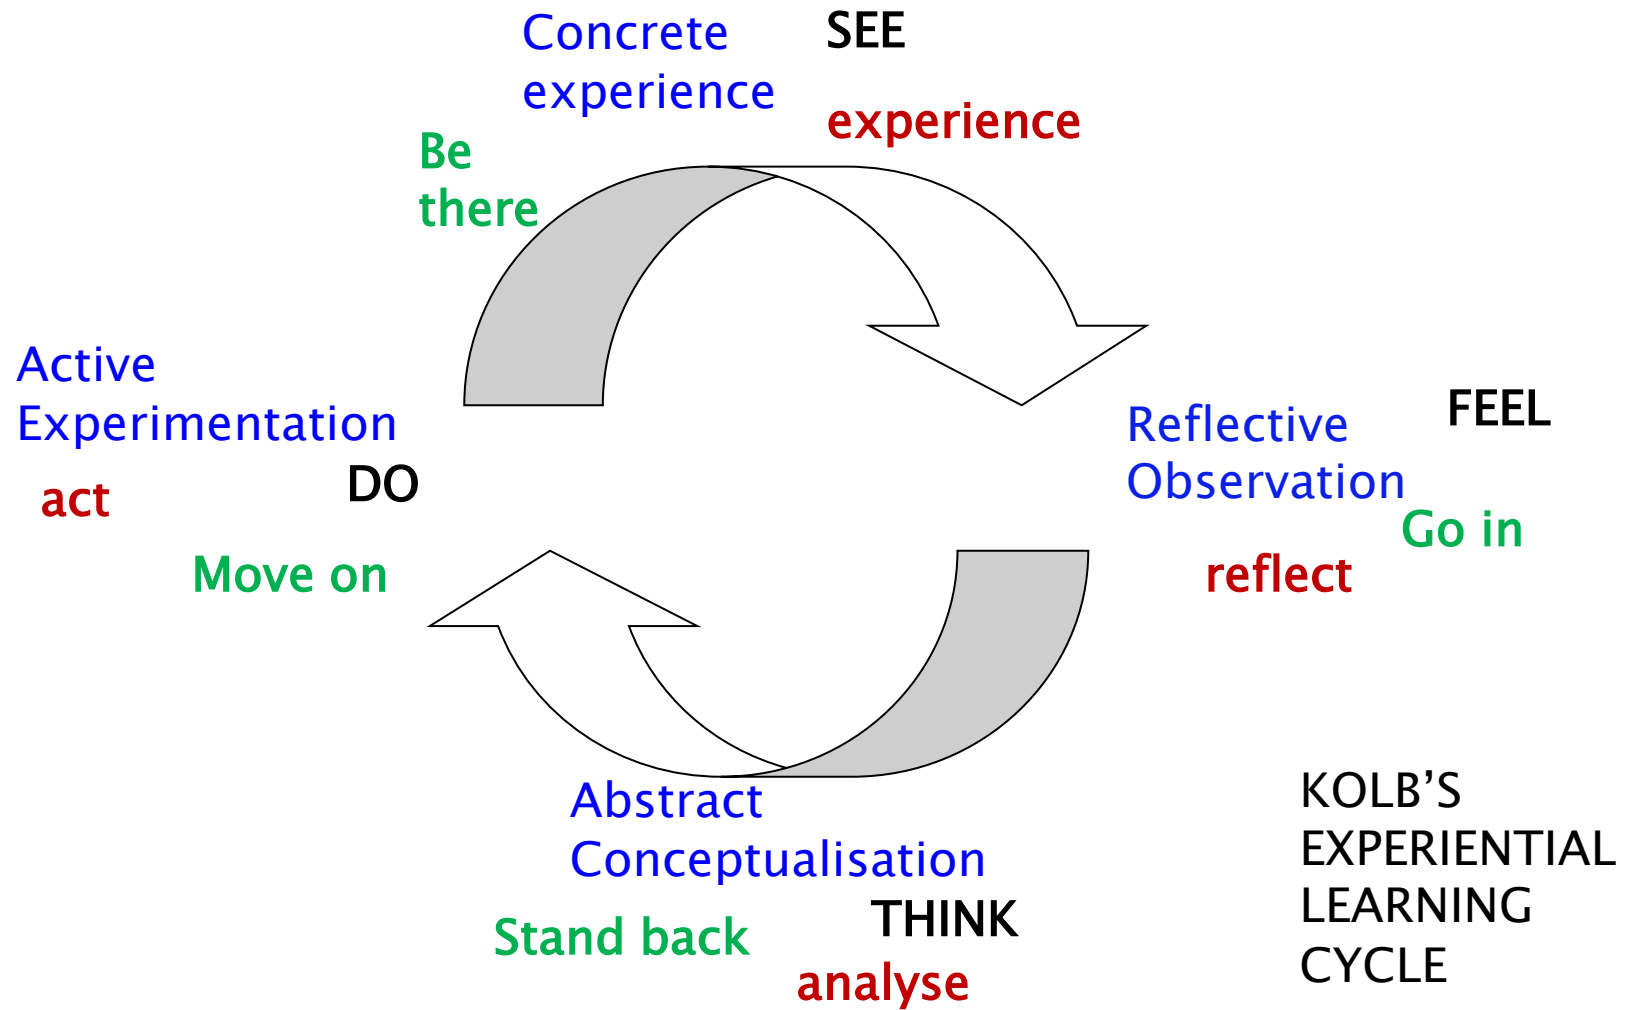 Concrete
experience
SEE
experience
Be
there
Active
Experimentation
DO
act
Move on
Reflective
Observation
FEEL
Go in
reflect
Abstract
Conceptualisation
THINK
Stand back
analyse
KOLB’S
EXPERIENTIAL
LEARNING
CYCLE